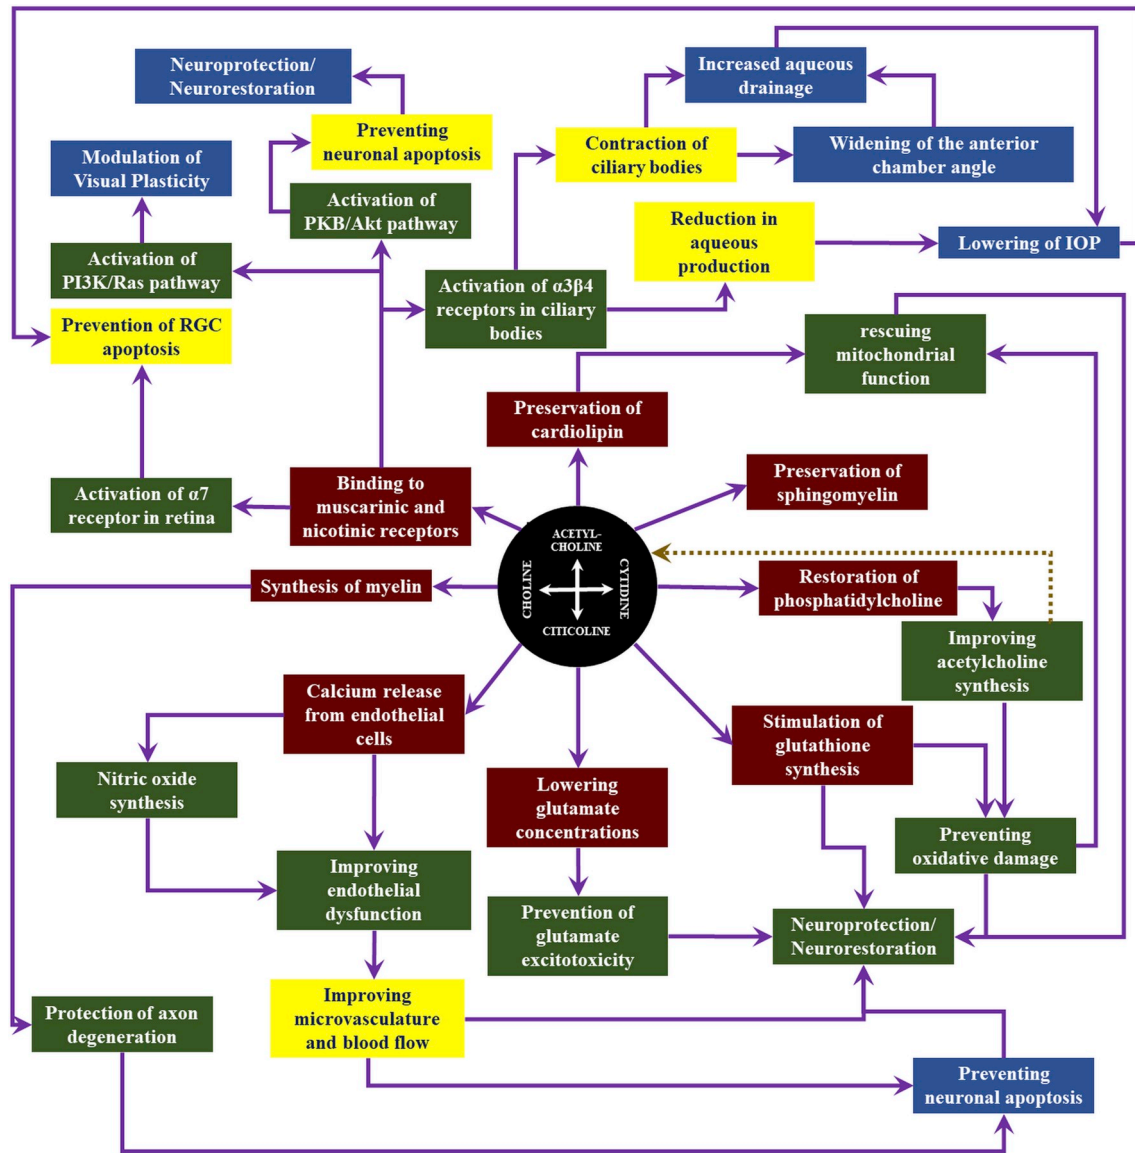 Neuroprotection/
Neurorestoration
Increased aqueous
drainage
Preventing
neuronal apoptosis
Contraction of
ciliary bodies
Widening of the anterior
chamber angle
Modulation of
Visual Plasticity
Activation of
PKB/Akt pathway
Reduction in
aqueous
production
Lowering of IOP
Activation of
PI3K/Ras pathway
Activation of α3β4
receptors in ciliary
bodies
Prevention of RGC
apoptosis
rescuing
mitochondrial
function
Preservation of
cardiolipin
Preservation of
sphingomyelin
Activation of α7
receptor in retina
Binding to
muscarinic and
nicotinic receptors
ACETYL-
CHOLINE
CHOLINE
CYTIDINE
CITICOLINE
Synthesis of myelin
Restoration of
phosphatidylcholine
Improving
acetylcholine
synthesis
Calcium release
from endothelial
cells
Stimulation of
glutathione
synthesis
Nitric oxide
synthesis
Lowering
glutamate
concentrations
Preventing
oxidative damage
Improving
endothelial
dysfunction
Prevention of
glutamate
excitotoxicity
Neuroprotection/
Neurorestoration
Improving
microvasculature
and blood flow
Protection of axon
degeneration
Preventing
neuronal apoptosis